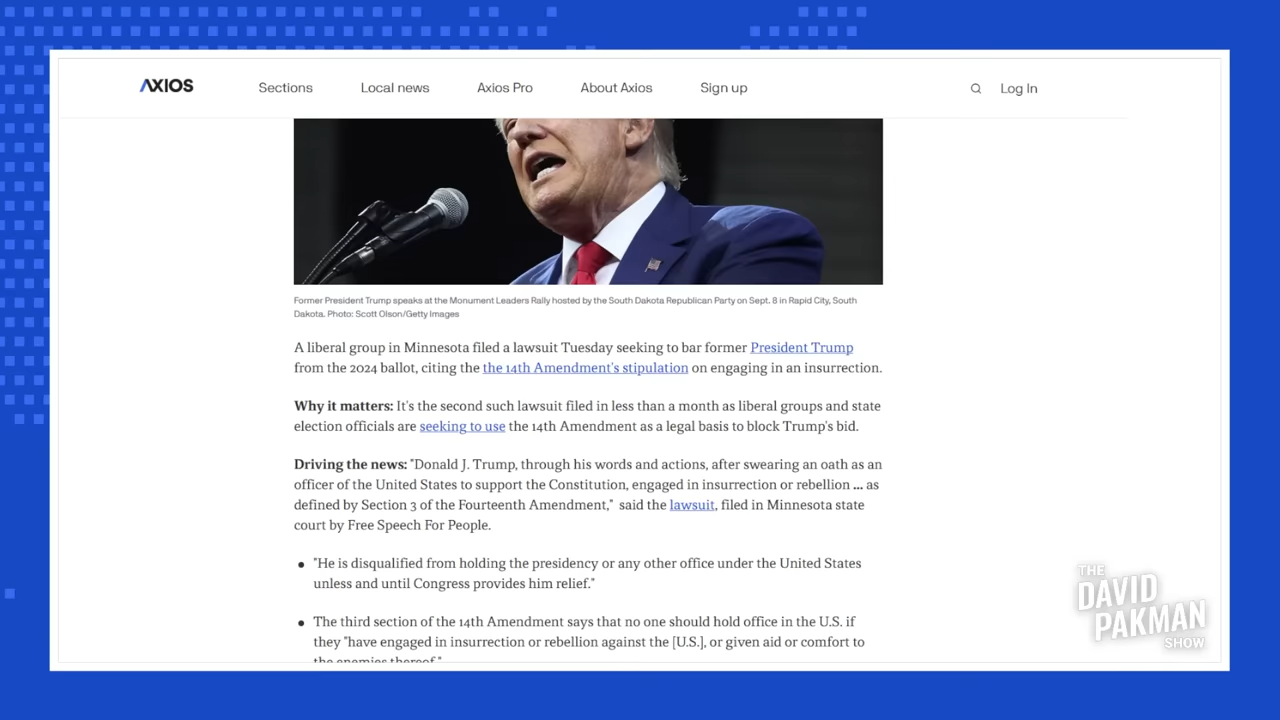 AXIOS
Sections
Local news
Axios Pro
About Axios
Sign up
Log In
Former President Trump speaks at the Monument Leaders Rally hosted by the South Dakota Republican Party on Sept. 8 in Rapid City, South
Dakota. Photo: Scott Olson/Getty Images
A liberal group in Minnesota filed a lawsuit Tuesday seeking to bar former President Trump
from the 2024 ballot, citing the the 14th Amendment's stipulation on engaging in an insurrection.
Why it matters: It's the second such lawsuit filed in less than a month as liberal groups and state
election officials are seeking to use the 14th Amendment as a legal basis to block Trump's bid.
Driving the news: "Donald J. Trump, through his words and actions, after swearing an oath as an
officer of the United States to support the Constitution, engaged in insurrection or rebellion ... as
defined by Section 3 of the Fourteenth Amendment," said the lawsuit, filed in Minnesota state
court by Free Speech For People.
"He is disqualified from holding the presidency or any other office under the United States
unless and until Congress provides him relief."
The third section of the 14th Amendment says that no one should hold office in the U.S. if
they "have engaged in insurrection or rebellion against the [U.S.], or given aid or comfort to
the enemies thereof."
THE
DAVID
PAKMAN
SHOW